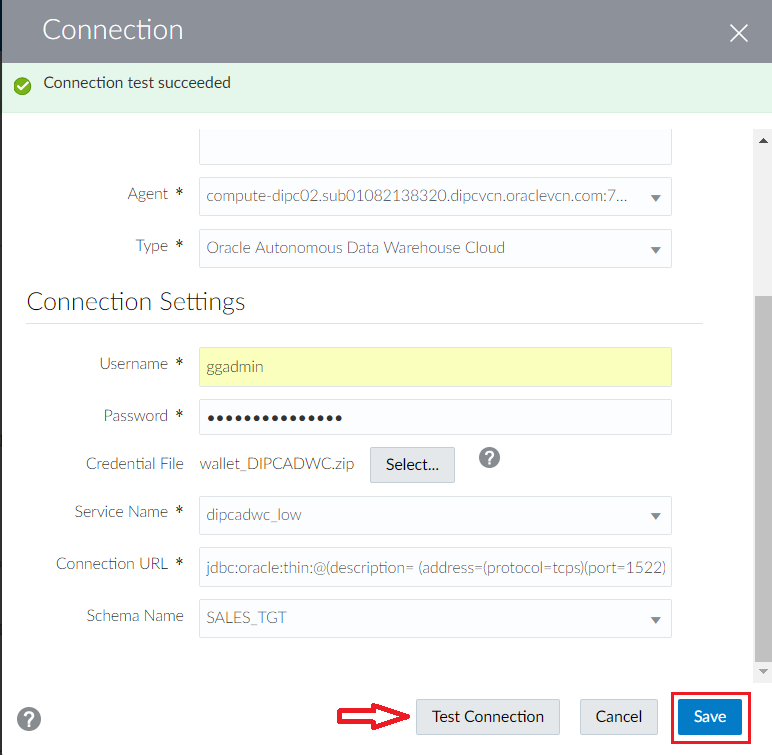 Connection
Connection test succeeded
Agent * compute-dipc02.sub01082138320.dipcvcn.oraclevcn.com:7...
Type * Oracle Autonomous Data Warehouse Cloud
Connection Settings
Username * ggadmin
Password * •••••••••••••••
Credential File wallet_DIPCADWC.zip Select... ?
Service Name * dipcadwc_low
Connection URL * jdbc:oracle:thin:@(description= (address=(protocol=tcps)(port=1522)
Schema Name SALES_TGT
? Test Connection Cancel Save